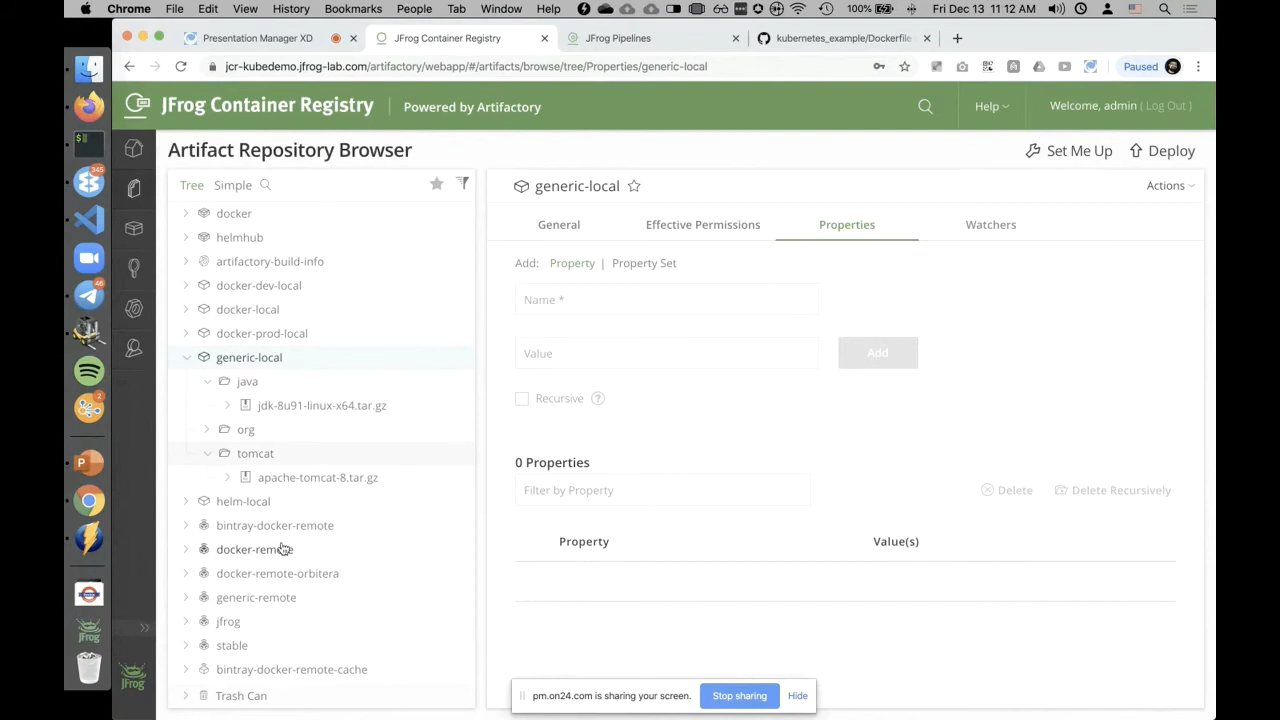 Chrome File Edit View History Bookmarks People Tab Window Help 100% Fri Dec 13 11:12 AM
Presentation Manager XD
JFrog Container Registry
JFrog Pipelines
kubernetes_example/Dockerfile
jcr-kubedemo.jfrog-lab.com/artifactory/webapp/#/artifacts/browse/tree/Properties/generic-local
Paused
JFrog Container Registry Powered by Artifactory
Help
Welcome, admin ( Log Out )
Artifact Repository Browser
Set Me Up
Deploy
Tree Simple
docker
helmhub
artifactory-build-info
docker-dev-local
docker-local
docker-prod-local
generic-local
java
jdk-8u91-linux-x64.tar.gz
org
tomcat
apache-tomcat-8.tar.gz
helm-local
bintray-docker-remote
docker-remote
docker-remote-orbitera
generic-remote
jfrog
stable
bintray-docker-remote-cache
Trash Can
generic-local
Actions
General Effective Permissions Properties Watchers
Add: Property | Property Set
Name *
Value
Add
Recursive ?
0 Properties
Filter by Property
Delete
Delete Recursively
Property Value(s)
pm.on24.com is sharing your screen. Stop sharing Hide
345
46
2
JFrog
JFrog